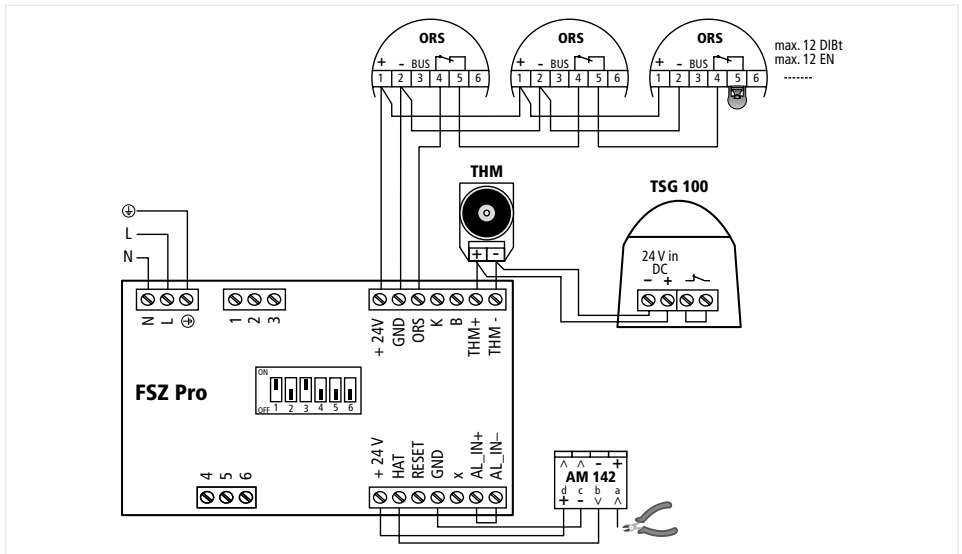 ORS
ORS
ORS
max. 12 DIBt
max. 12 EN
-------
+ – BUS
+ – BUS
+ – BUS
1 2 3 4 5 6
1 2 3 4 5 6
1 2 3 4 5 6
THM
+ -
TSG 100
24 V in
DC
– +
L
N
N
L
1
2
3
+ 24V
GND
ORS
K
B
THM+
THM -
FSZ Pro
ON
OFF 1 2 3 4 5 6
4
5
6
+ 24 V
HAT
RESET
GND
x
AL_IN+
AL_IN–
^ ^ – +
AM 142
d c b a
+ – v ^